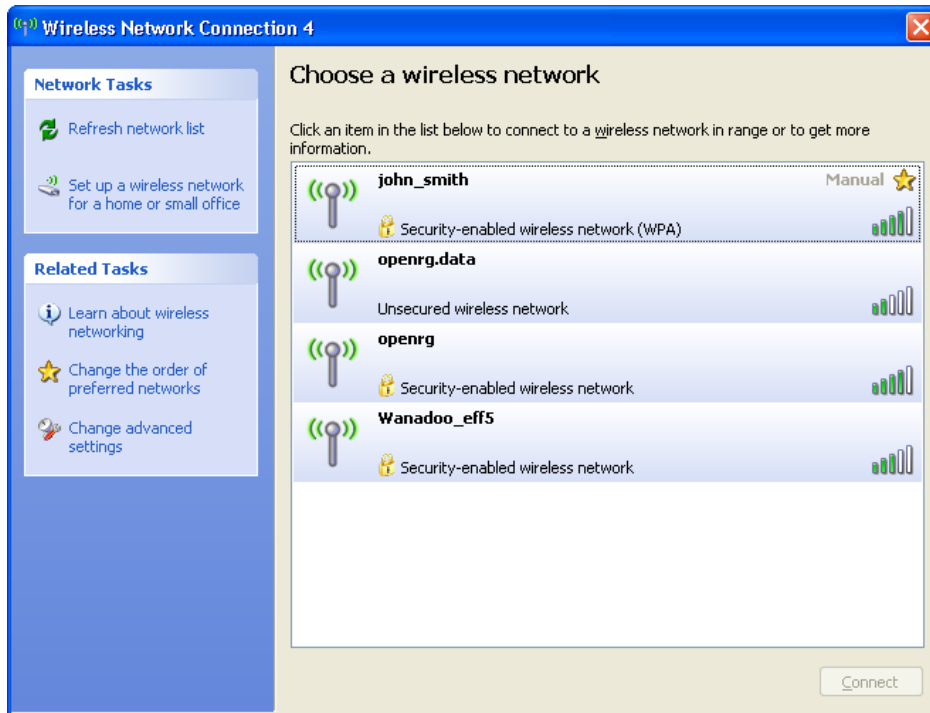 Wireless Network Connection 4
Network Tasks
Refresh network list
Set up a wireless network
for a home or small office
Related Tasks
Learn about wireless
networking
Change the order of
preferred networks
Change advanced
settings
Choose a wireless network
Click an item in the list below to connect to a wireless network in range or to get more
information.
john_smith
Manual
Security-enabled wireless network (WPA)
openrg.data
Unsecured wireless network
openrg
Security-enabled wireless network
Wanadoo_eff5
Security-enabled wireless network
Connect